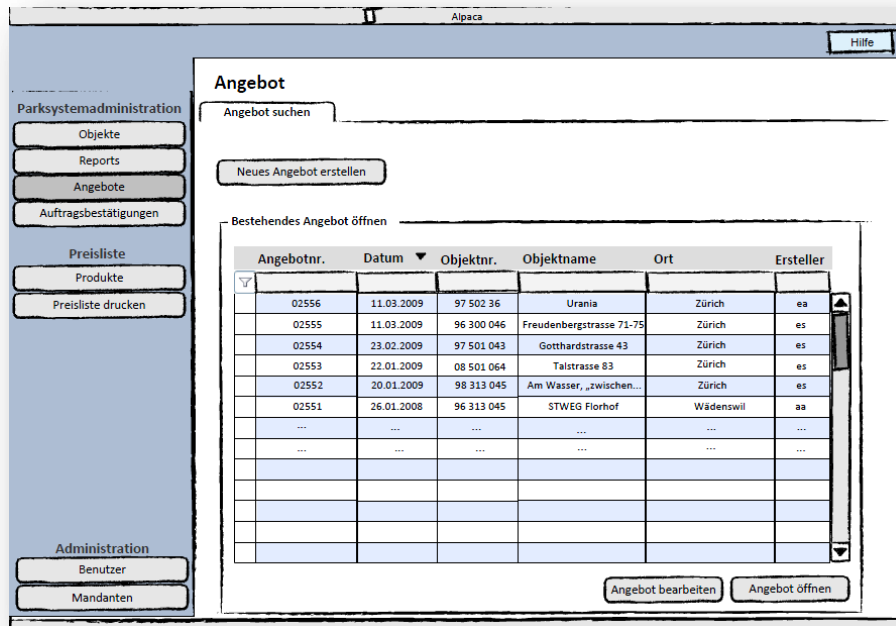 Alpaca
Hilfe
Parksystemadministration
Objekte
Reports
Angebote
Auftragsbestätigungen
Preisliste
Produkte
Preisliste drucken
Administration
Benutzer
Mandanten
Angebot
Angebot suchen
Neues Angebot erstellen
Bestehendes Angebot öffnen
Angebotnr. Datum Objektnr. Objektname Ort Ersteller
02556 11.03.2009 97 502 36 Urania Zürich ea
02555 11.03.2009 96 300 046 Freudenbergstrasse 71-75 Zürich es
02554 23.02.2009 97 501 043 Gotthardstrasse 43 Zürich es
02553 22.01.2009 08 501 064 Talstrasse 83 Zürich es
02552 20.01.2009 98 313 045 Am Wasser, „zwischen... Zürich es
02551 26.01.2008 96 313 045 STWEG Florhof Wädenswil aa
... ... ... ... ... ...
... ... ... ... ... ...
Angebot bearbeiten Angebot öffnen